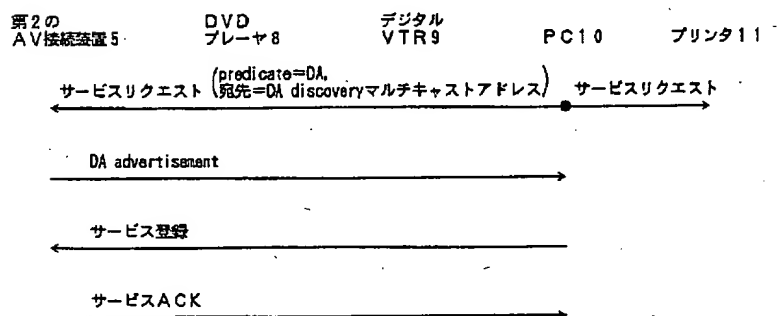 第2の
AV接続装置5
DVD
プレーヤ8
デジタル
VTR9
PC10
プリンタ11
サービスリクエスト
(predicate=DA,
宛先=DA discoveryマルチキャストアドレス)
サービスリクエスト
DA advertisement
サービス登録
サービスACK